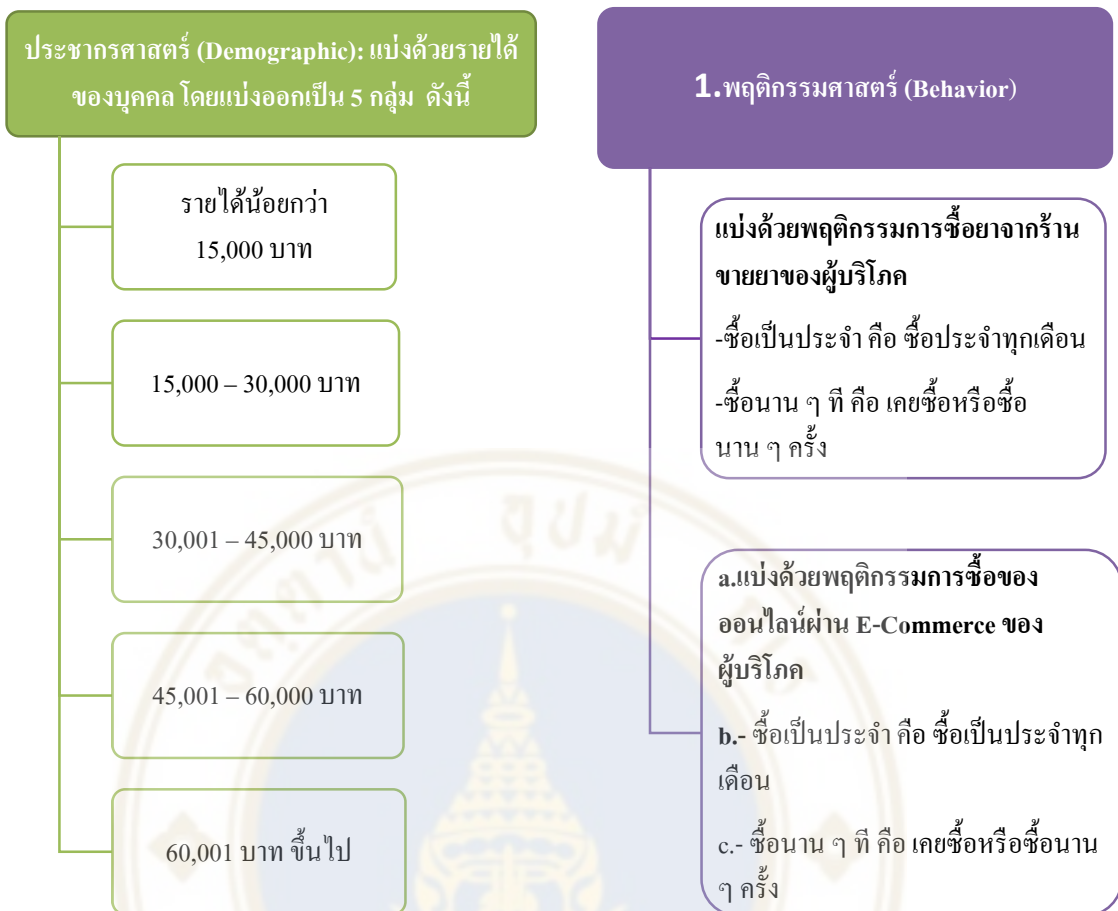 ประชากรศาสตร์ (Demographic): แบ่งด้วยรายได้
ของบุคคล โดยแบ่งออกเป็น 5 กลุ่ม ดังนี้
รายได้น้อยกว่า
15,000 บาท
15,000 – 30,000 บาท
30,001 – 45,000 บาท
45,001 – 60,000 บาท
60,001 บาท ขึ้นไป
1.พฤติกรรมศาสตร์ (Behavior)
แบ่งด้วยพฤติกรรมการซื้อยาจากร้าน
ขายยาของผู้บริโภค
-ซื้อเป็นประจำ คือ ซื้อประจำทุกเดือน
-ซื้อนาน ๆ ที คือ เคยซื้อหรือซื้อ
นาน ๆ ครั้ง
a.แบ่งด้วยพฤติกรรมการซื้อของ
ออนไลน์ผ่าน E-Commerce ของ
ผู้บริโภค
b.- ซื้อเป็นประจำ คือ ซื้อเป็นประจำทุก
เดือน
c.- ซื้อนาน ๆ ที คือ เคยซื้อหรือซื้อนาน
ๆ ครั้ง
อตฺตานํ อุปมํ